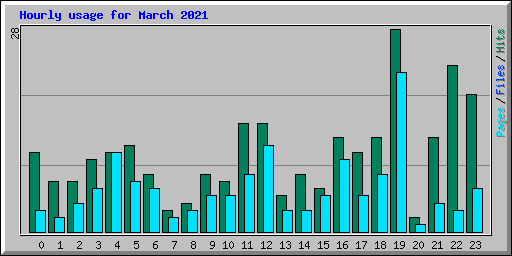 Hourly usage for March 2021
28
Pages / Files / Hits
0 1 2 3 4 5 6 7 8 9 10 11 12 13 14 15 16 17 18 19 20 21 22 23